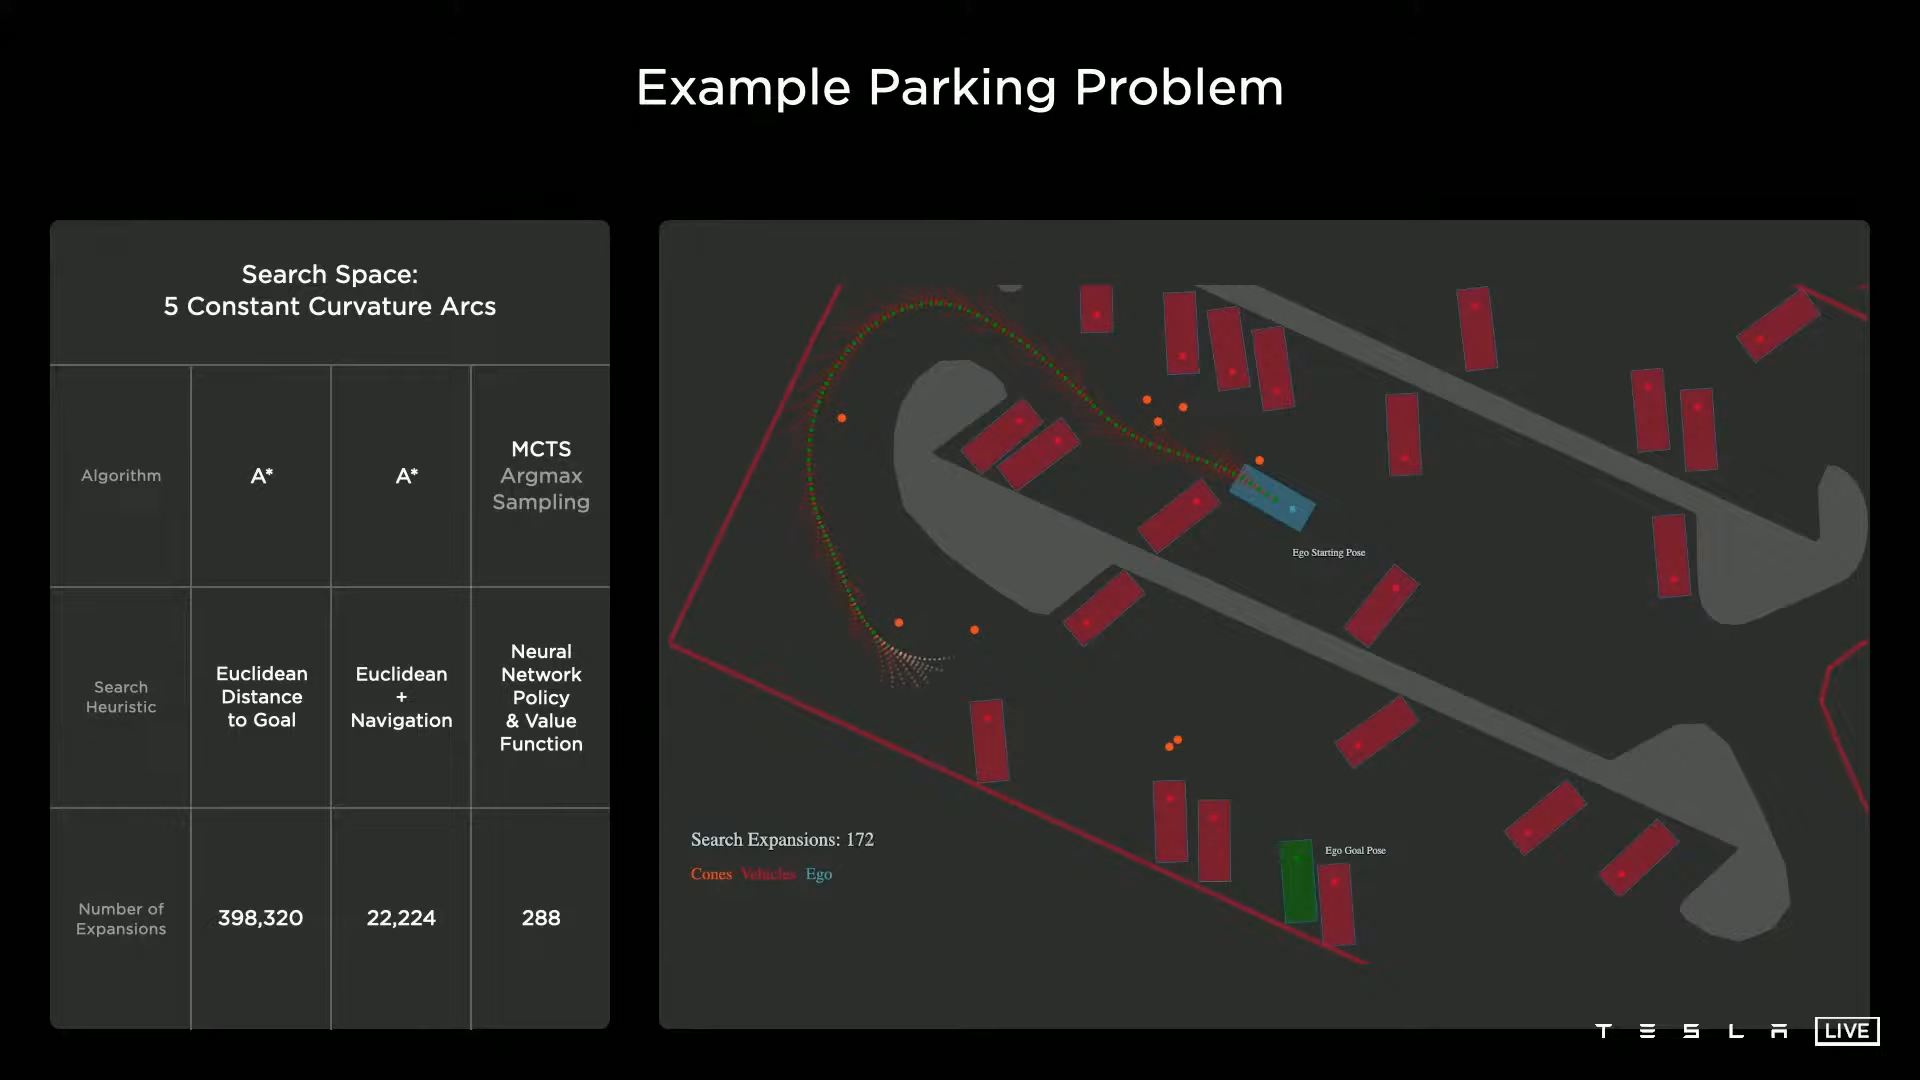 Example Parking Problem
Search Space:
5 Constant Curvature Arcs
Algorithm
A*
A*
MCTS
Argmax
Sampling
Search
Heuristic
Euclidean
Distance
to Goal
Euclidean
+
Navigation
Neural
Network
Policy
& Value
Function
Number of
Expansions
398,320
22,224
288
Ego Starting Pose
Ego Goal Pose
Search Expansions: 172
Cones Vehicles Ego
TESLA LIVE